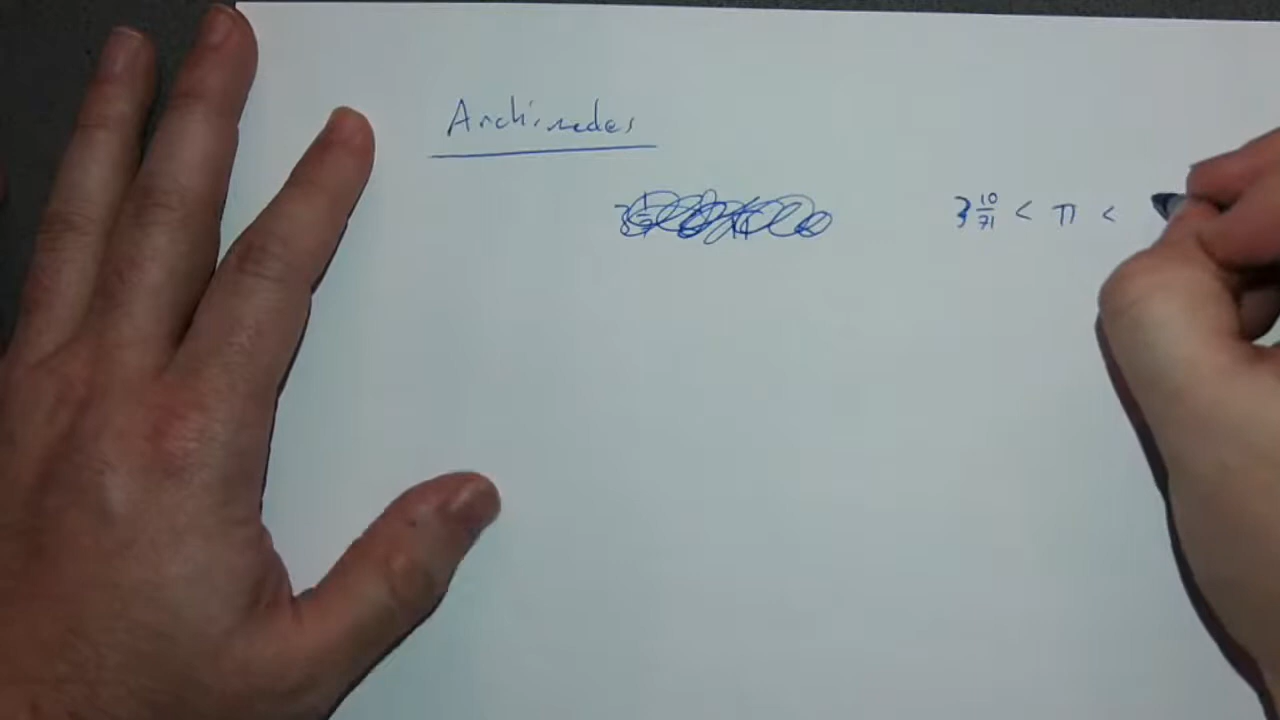 Archimedes
3 10/71 < π <